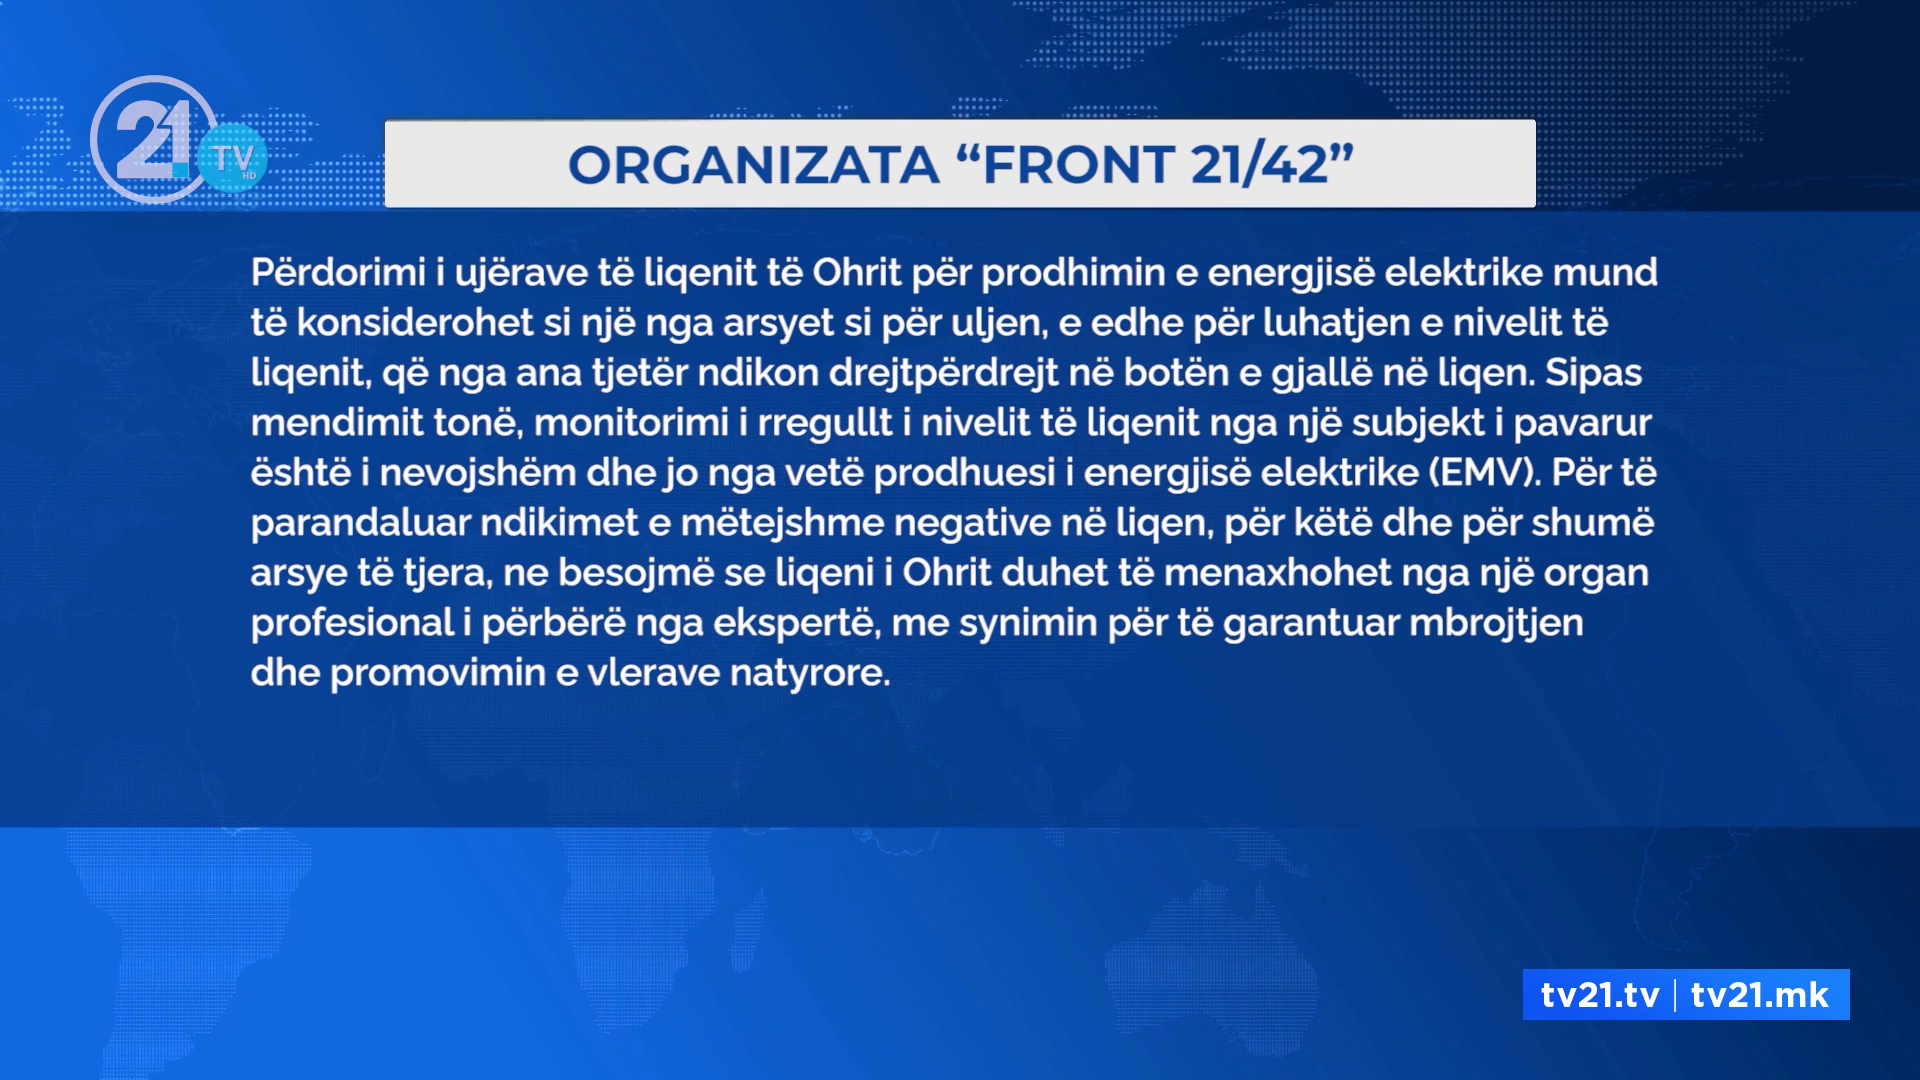 21
TV
HD
ORGANIZATA “FRONT 21/42”
Përdorimi i ujërave të liqenit të Ohrit për prodhimin e energjisë elektrike mund
të konsiderohet si një nga arsyet si për uljen, e edhe për luhatjen e nivelit të
liqenit, që nga ana tjetër ndikon drejtpërdrejt në botën e gjallë në liqen. Sipas
mendimit tonë, monitorimi i rregullt i nivelit të liqenit nga një subjekt i pavarur
është i nevojshëm dhe jo nga vetë prodhuesi i energjisë elektrike (EMV). Për të
parandaluar ndikimet e mëtejshme negative në liqen, për këtë dhe për shumë
arsye të tjera, ne besojmë se liqeni i Ohrit duhet të menaxhohet nga një organ
profesional i përbërë nga ekspertë, me synimin për të garantuar mbrojtjen
dhe promovimin e vlerave natyrore.
tv21.tv | tv21.mk